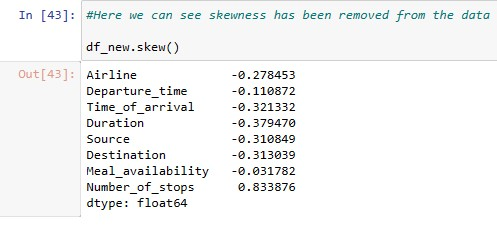 In [43]: #Here we can see skewness has been removed from the data
df_new.skew()
Out[43]: Airline -0.278453
Departure_time -0.110872
Time_of_arrival -0.321332
Duration -0.379470
Source -0.310849
Destination -0.313039
Meal_availability -0.031782
Number_of_stops 0.833876
dtype: float64